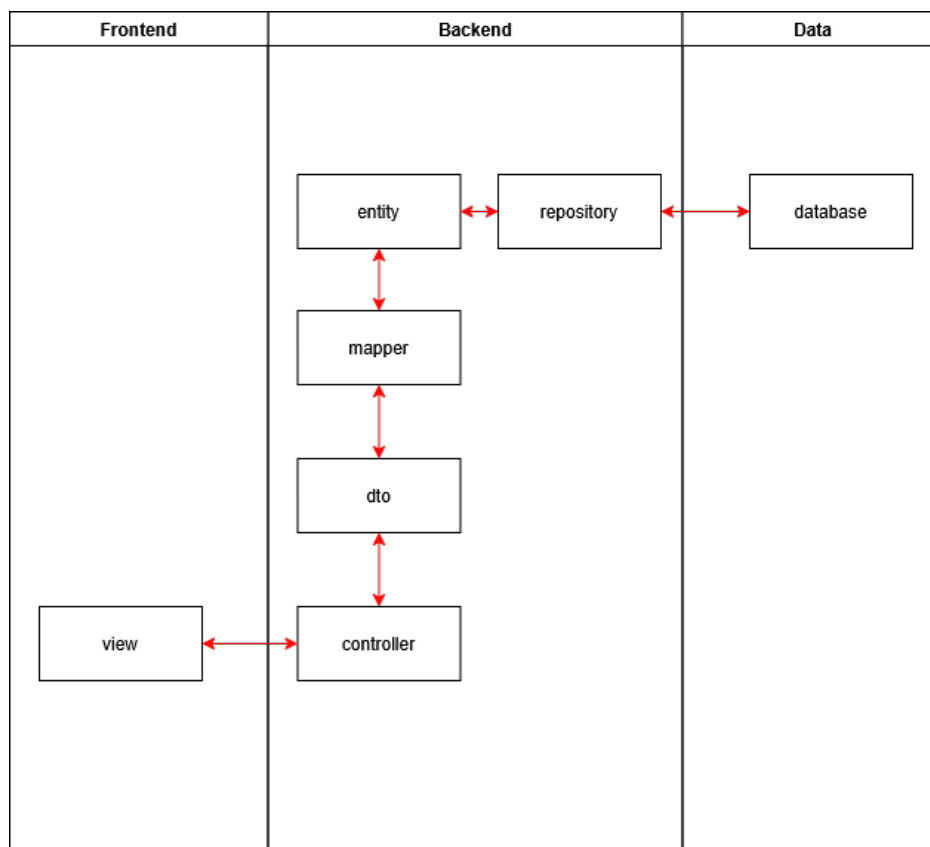 Frontend
Backend
Data
entity
repository
database
mapper
dto
view
controller